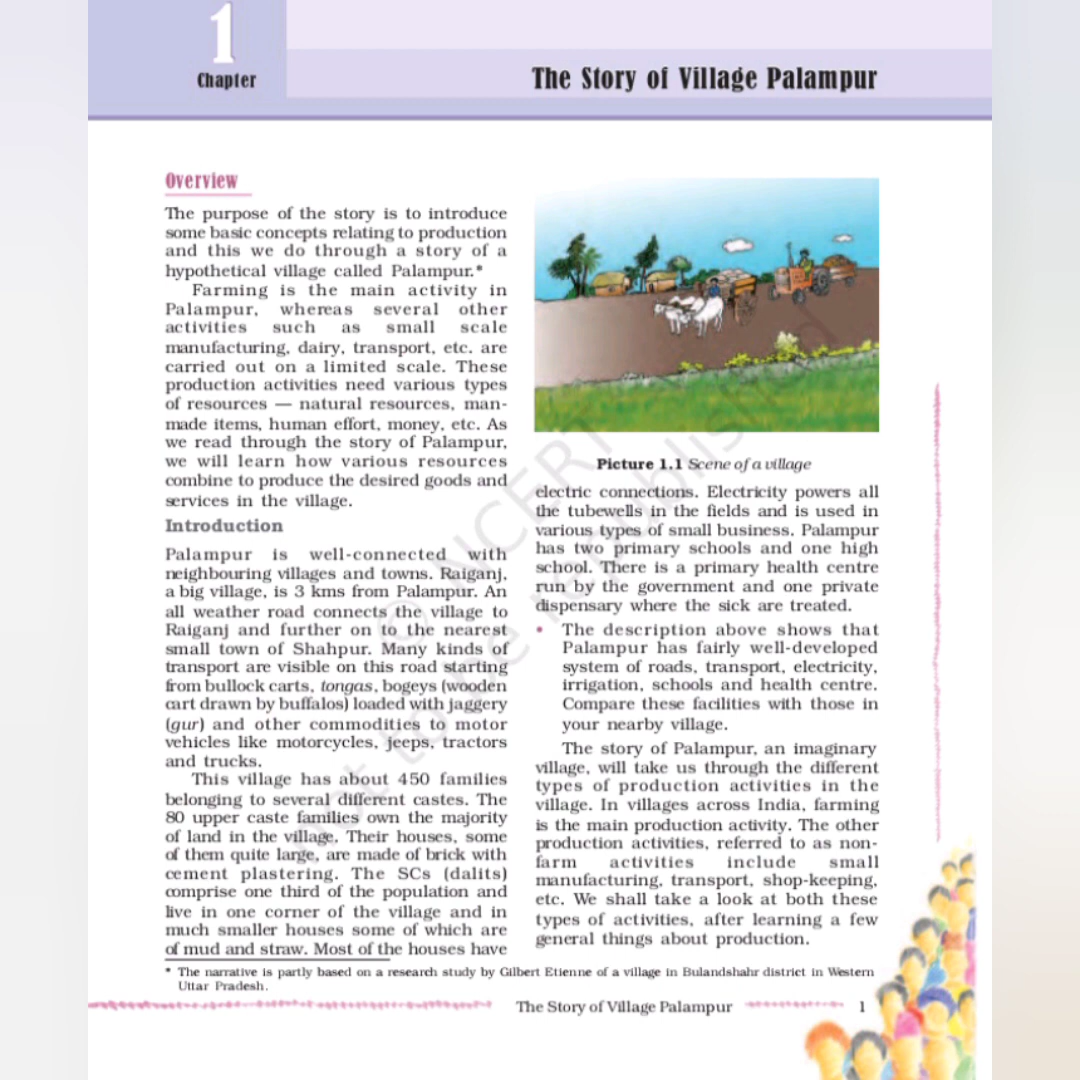 1
Chapter
The Story of Village Palampur
Overview
The purpose of the story is to introduce
some basic concepts relating to production
and this we do through a story of a
hypothetical village called Palampur.*
Farming is the main activity in
Palampur, whereas several other
activities such as small scale
manufacturing, dairy, transport, etc. are
carried out on a limited scale. These
production activities need various types
of resources — natural resources, man-
made items, human effort, money, etc. As
we read through the story of Palampur,
we will learn how various resources
combine to produce the desired goods and
services in the village.
Introduction
Palampur is well-connected with
neighbouring villages and towns. Raiganj,
a big village, is 3 kms from Palampur. An
all weather road connects the village to
Raiganj and further on to the nearest
small town of Shahpur. Many kinds of
transport are visible on this road starting
from bullock carts, tongas, bogeys (wooden
cart drawn by buffalos) loaded with jaggery
(gur) and other commodities to motor
vehicles like motorcycles, jeeps, tractors
and trucks.
This village has about 450 families
belonging to several different castes. The
80 upper caste families own the majority
of land in the village. Their houses, some
of them quite large, are made of brick with
cement plastering. The SCs (dalits)
comprise one third of the population and
live in one corner of the village and in
much smaller houses some of which are
of mud and straw. Most of the houses have
Picture 1.1 Scene of a village
electric connections. Electricity powers all
the tubewells in the fields and is used in
various types of small business. Palampur
has two primary schools and one high
school. There is a primary health centre
run by the government and one private
dispensary where the sick are treated.
• The description above shows that
Palampur has fairly well-developed
system of roads, transport, electricity,
irrigation, schools and health centre.
Compare these facilities with those in
your nearby village.
The story of Palampur, an imaginary
village, will take us through the different
types of production activities in the
village. In villages across India, farming
is the main production activity. The other
production activities, referred to as non-
farm activities include small
manufacturing, transport, shop-keeping,
etc. We shall take a look at both these
types of activities, after learning a few
general things about production.
* The narrative is partly based on a research study by Gilbert Etienne of a village in Bulandshahr district in Western
Uttar Pradesh.
The Story of Village Palampur 1
© NCERT
not to be republished